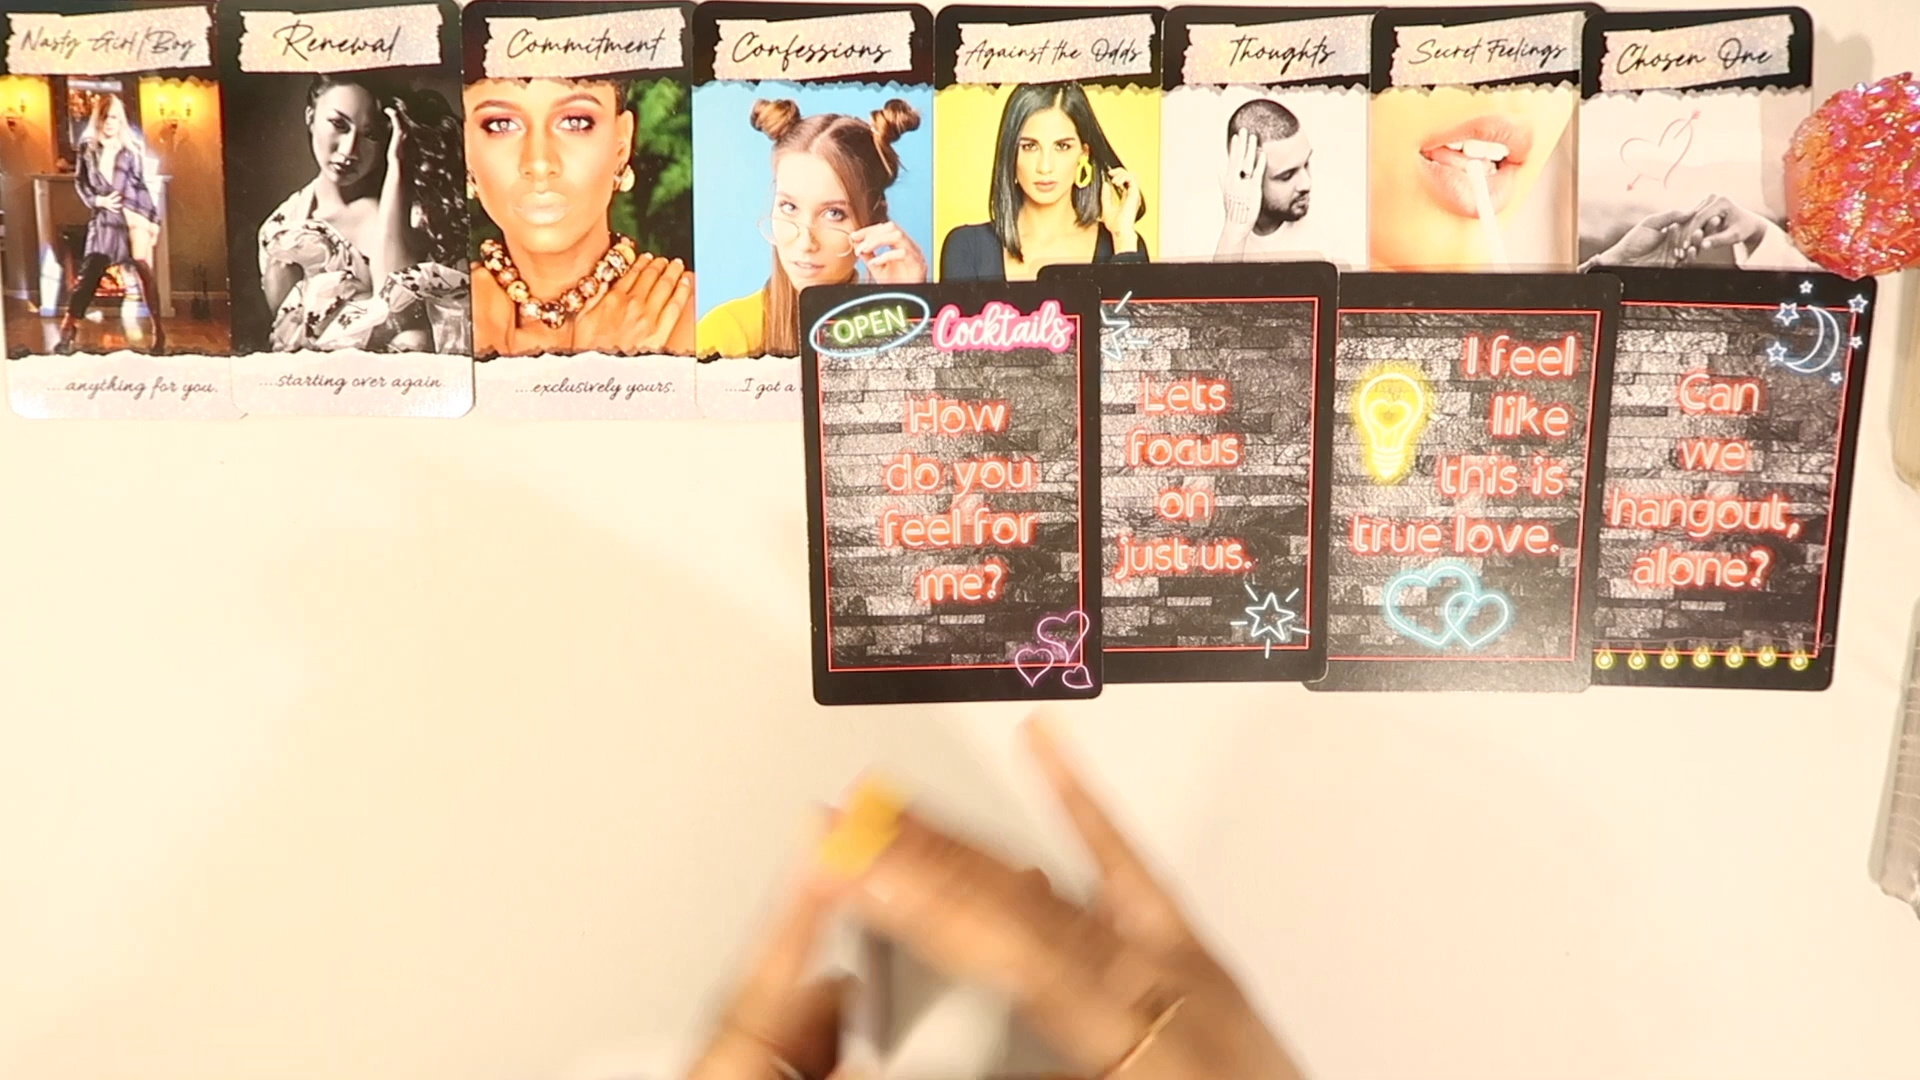 Nasty Girl/Boy
Renewal
Commitment
Confessions
Against the Odds
Thoughts
Secret Feelings
Chosen One
....anything for you.
....starting over again.
....exclusively yours.
....I got a
OPEN
Cocktails
How
do you
feel for
me?
Lets
focus
on
just us.
I feel
like
this is
true love.
Can
we
hangout,
alone?